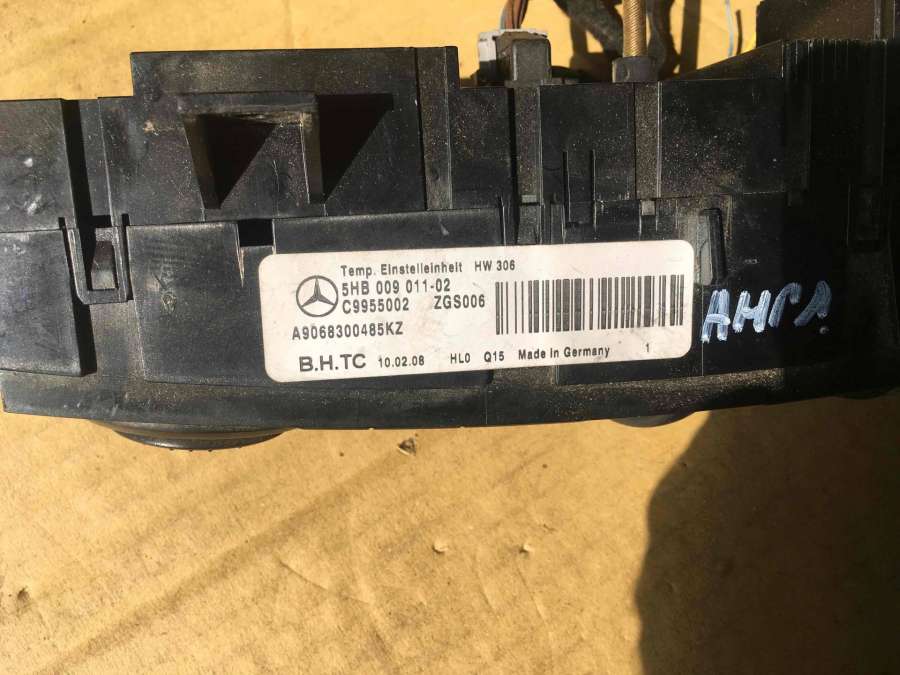 Temp. Einstelleinheit HW 306
5HB 009 011-02
C9955002 ZGS006
A9068300485KZ
B.H.TC 10.02.08 HL0 Q15 Made in Germany 1
АНГЛ